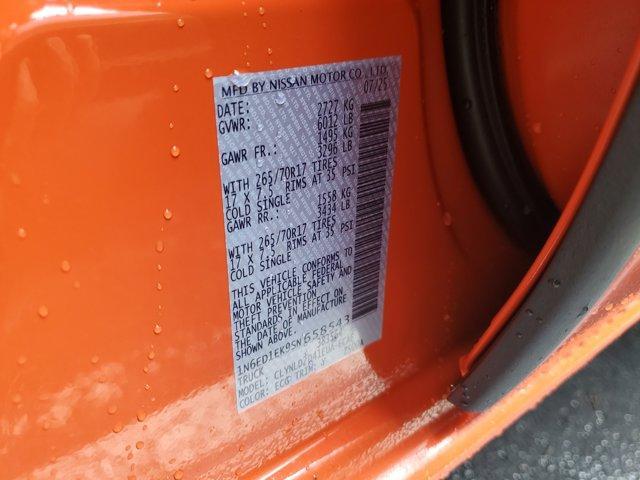 MFD BY NISSAN MOTOR CO., LTD.
DATE: 07/25
GVWR: 2727 KG
6012 LB
GAWR FR.: 1495 KG
3296 LB
WITH 265/70R17 TIRES
17 X 7.5 RIMS AT 35 PSI
COLD SINGLE
GAWR RR.: 1558 KG
3434 LB
WITH 265/70R17 TIRES
17 X 7.5 RIMS AT 35 PSI
COLD SINGLE
THIS VEHICLE CONFORMS TO
ALL APPLICABLE FEDERAL
MOTOR VEHICLE SAFETY AND
THEFT PREVENTION
STANDARDS IN EFFECT ON
THE DATE OF MANUFACTURE
SHOWN ABOVE.
1N6ED1EK9SN658543
TRUCK
MODEL:
COLOR: ECG TRIM: